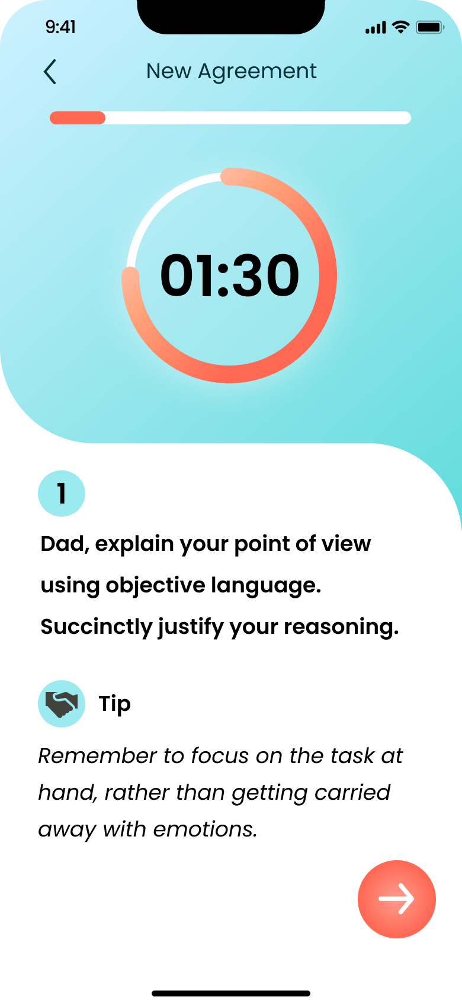 9:41
New Agreement
01:30
1
Dad, explain your point of view
using objective language.
Succinctly justify your reasoning.
Tip
Remember to focus on the task at
hand, rather than getting carried
away with emotions.